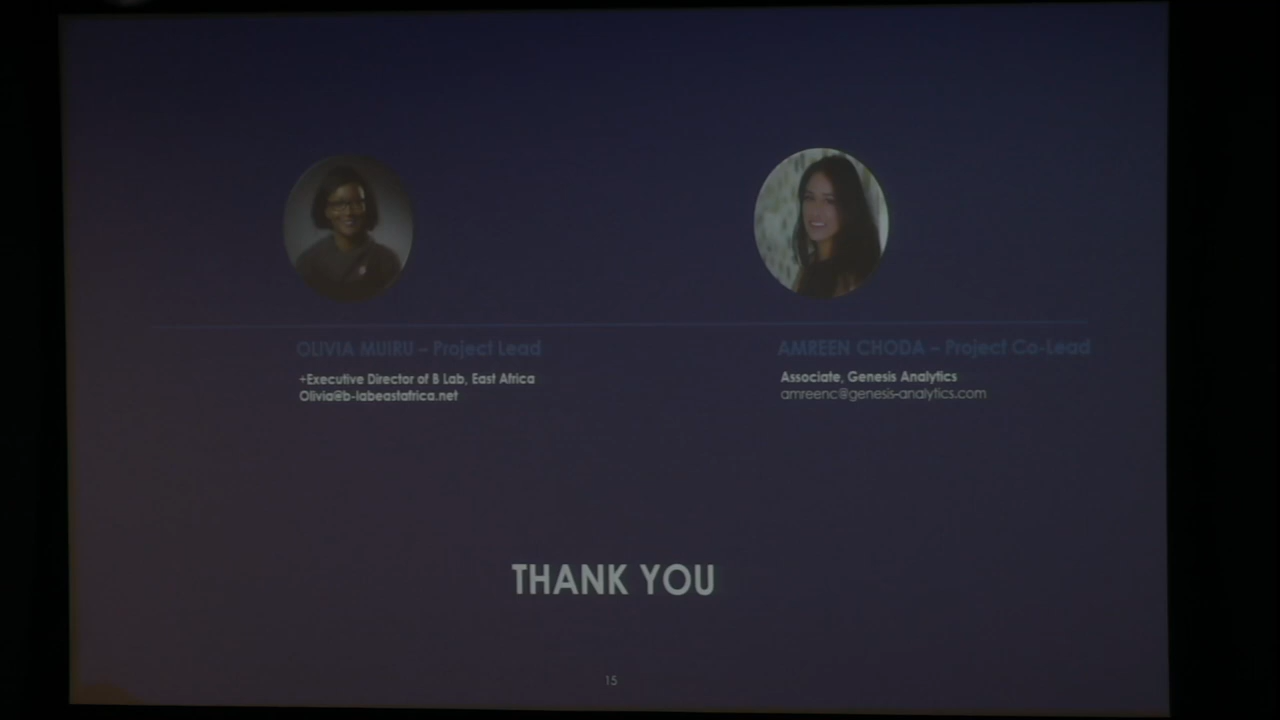 OLIVIA MUIRU – Project Lead
+Executive Director of B Lab, East Africa
Olivia@b-labeastafrica.net
AMREEN CHODA – Project Co-Lead
Associate, Genesis Analytics
amreenc@genesis-analytics.com
THANK YOU
15